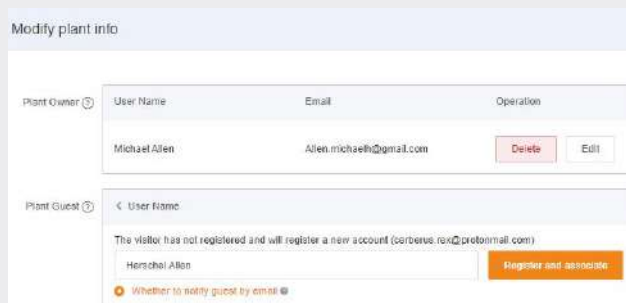 Modify plant info
Plant Owner
User Name Email Operation
Michael Allen Allen.michaelh@gmail.com Delete Edit
Plant Guest
< User Name
The visitor has not registered and will register a new account (cerberus.rex@protonmail.com)
Herschel Allen Register and associate
Whether to notify guest by email